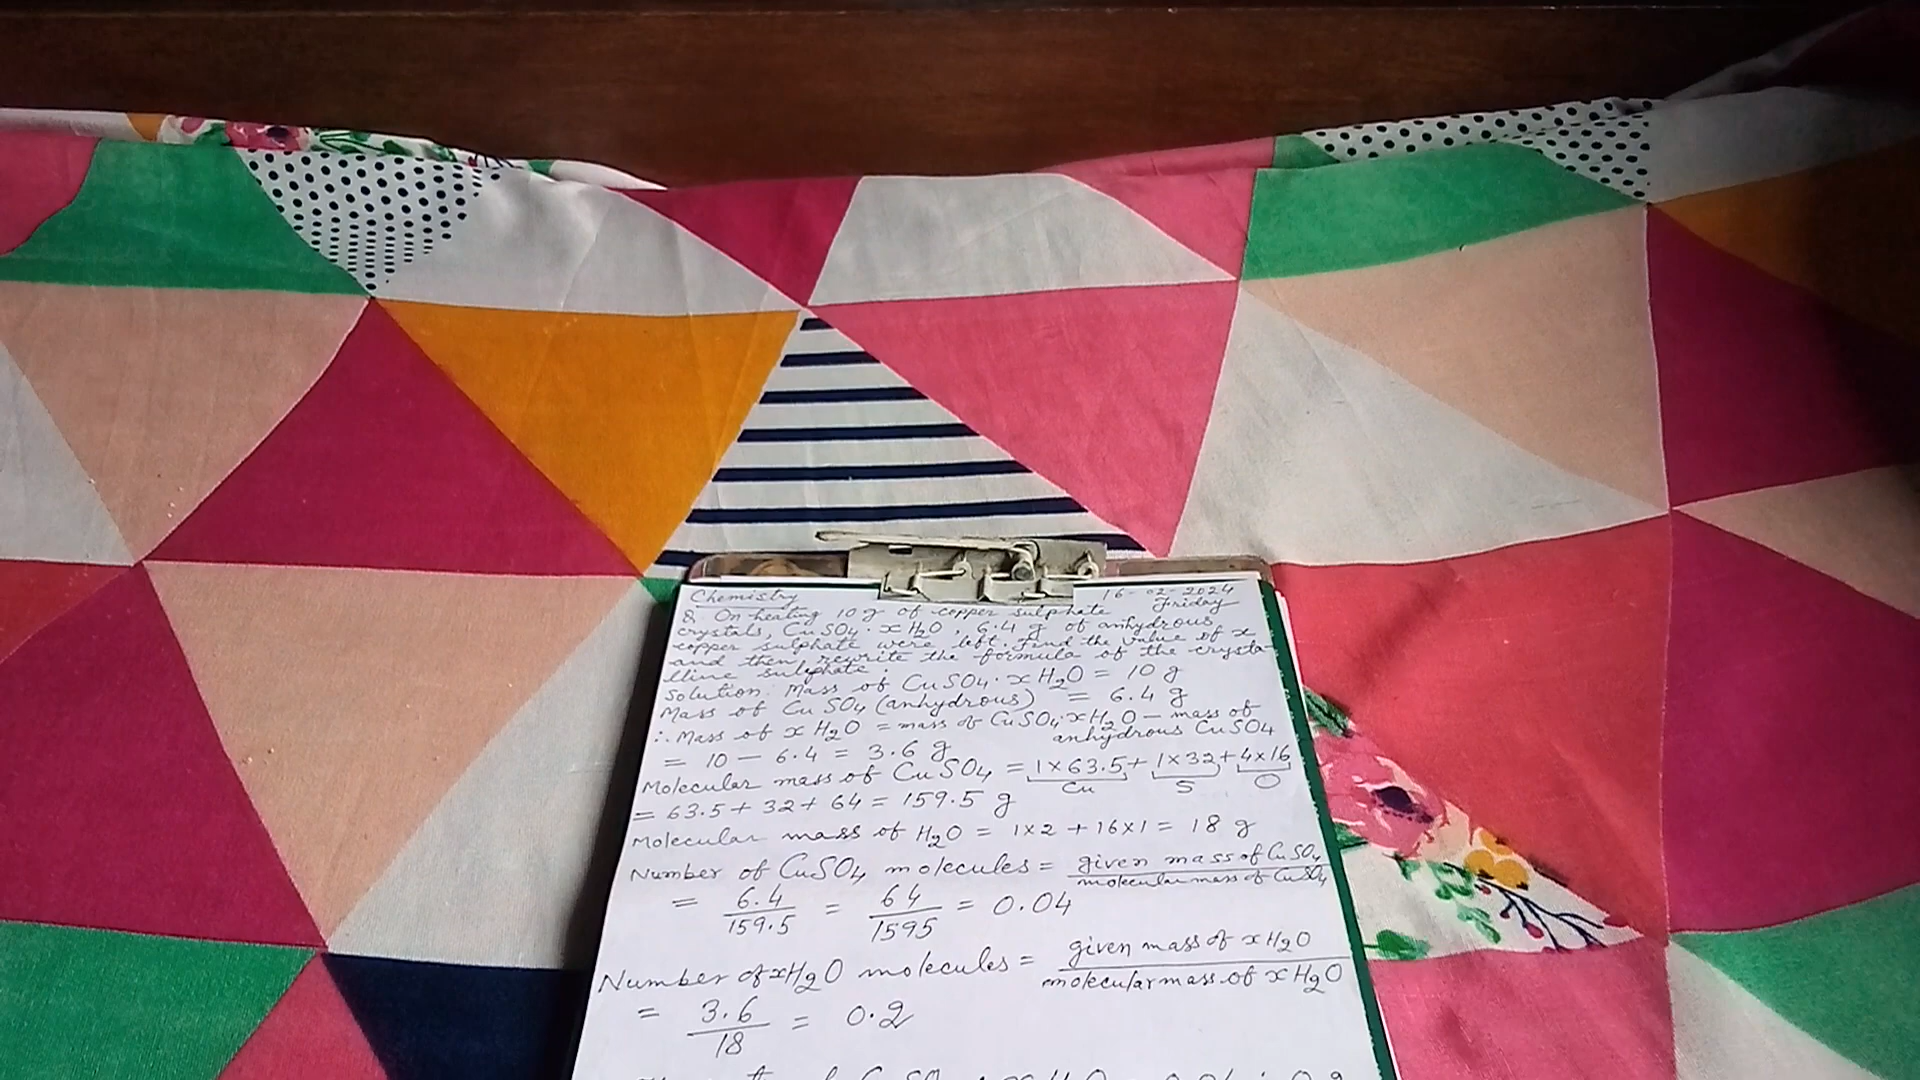 Chemistry
16-02-2024
Friday
Q. On heating 10 g of copper sulphate
crystals, CuSO4·xH2O, 6.4 g of anhydrous
copper sulphate were left. Find the value of x
and then rewrite the formula of the crysta-
lline sulphate.
Solution: Mass of CuSO4·xH2O = 10 g
Mass of CuSO4 (anhydrous) = 6.4 g
∴ Mass of xH2O = mass of CuSO4·xH2O - mass of
anhydrous CuSO4
= 10 - 6.4 = 3.6 g
Molecular mass of CuSO4 = 1×63.5 + 1×32 + 4×16
Cu S O
= 63.5 + 32 + 64 = 159.5 g
Molecular mass of H2O = 1×2 + 16×1 = 18 g
Number of CuSO4 molecules = given mass of CuSO4 / molecular mass of CuSO4
= 6.4/159.5 = 64/1595 = 0.04
Number of xH2O molecules = given mass of xH2O / molecular mass of xH2O
= 3.6/18 = 0.2